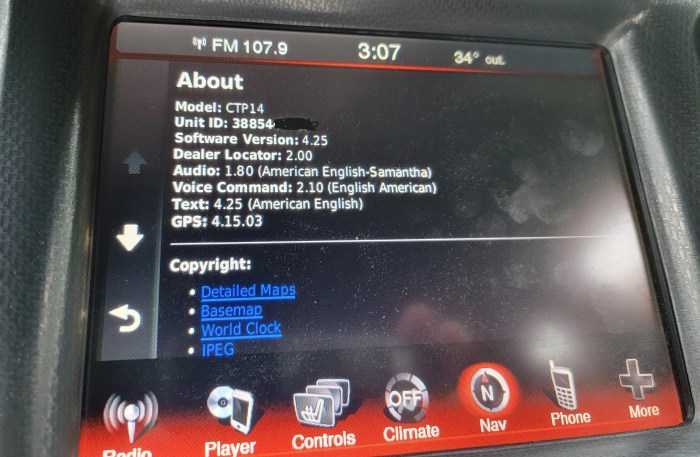 FM 107.9
3:07
34° out.
About
Model: CTP14
Unit ID: 38854
Software Version: 4.25
Dealer Locator: 2.00
Audio: 1.80 (American English-Samantha)
Voice Command: 2.10 (English American)
Text: 4.25 (American English)
GPS: 4.15.03
Copyright:
• Detailed Maps
• Basemap
• World Clock
• JPEG
OFF
N
Radio
Player
Controls
Climate
Nav
Phone
More